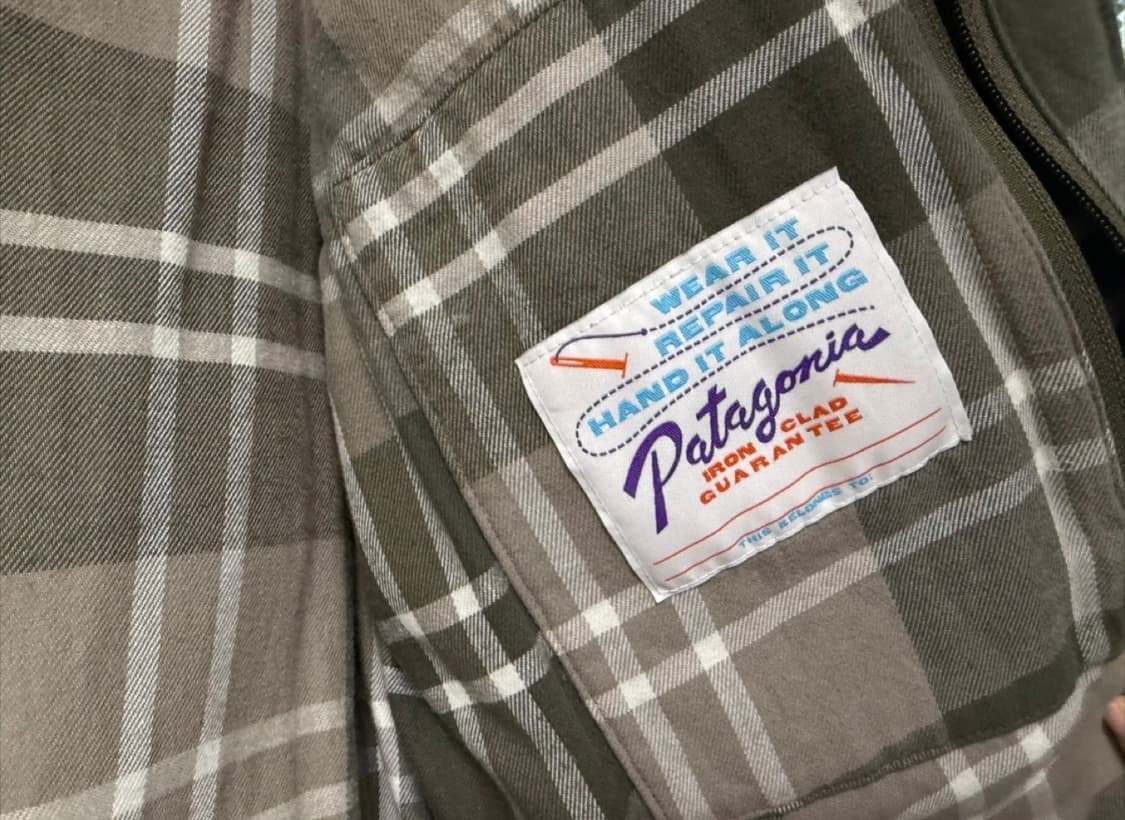 WEAR IT
REPAIR IT
HAND IT ALONG
Patagonia
IRON CLAD
GUARANTEE
THIS BELONGS TO: